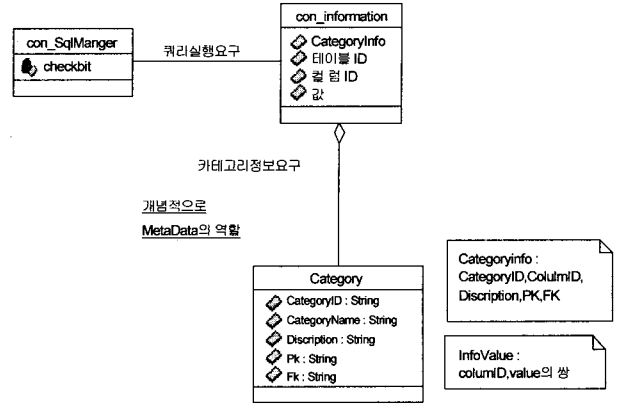 con_SqlManger
checkbit
쿼리실행요구
con_information
CategoryInfo
테이블 ID
컬 럼 ID
값
카테고리정보요구
개념적으로
MetaData의 역할
Category
CategoryID : String
CategoryName : String
Discription : String
Pk : String
Fk : String
Categoryinfo :
CategoryID,ColulmID,
Discription,PK,FK
InfoValue :
columID,value의 쌍